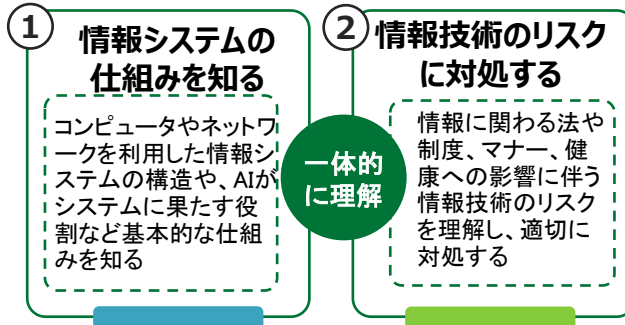 ①
情報システムの
仕組みを知る
コンピュータやネットワ
ークを利用した情報シ
ステムの構造や、AIが
システムに果たす役
割など基本的な仕組
みを知る
一体的
に理解
②
情報技術のリスク
に対処する
情報に関わる法や
制度、マナー、健
康への影響に伴う
情報技術のリスク
を理解し、適切に
対処する